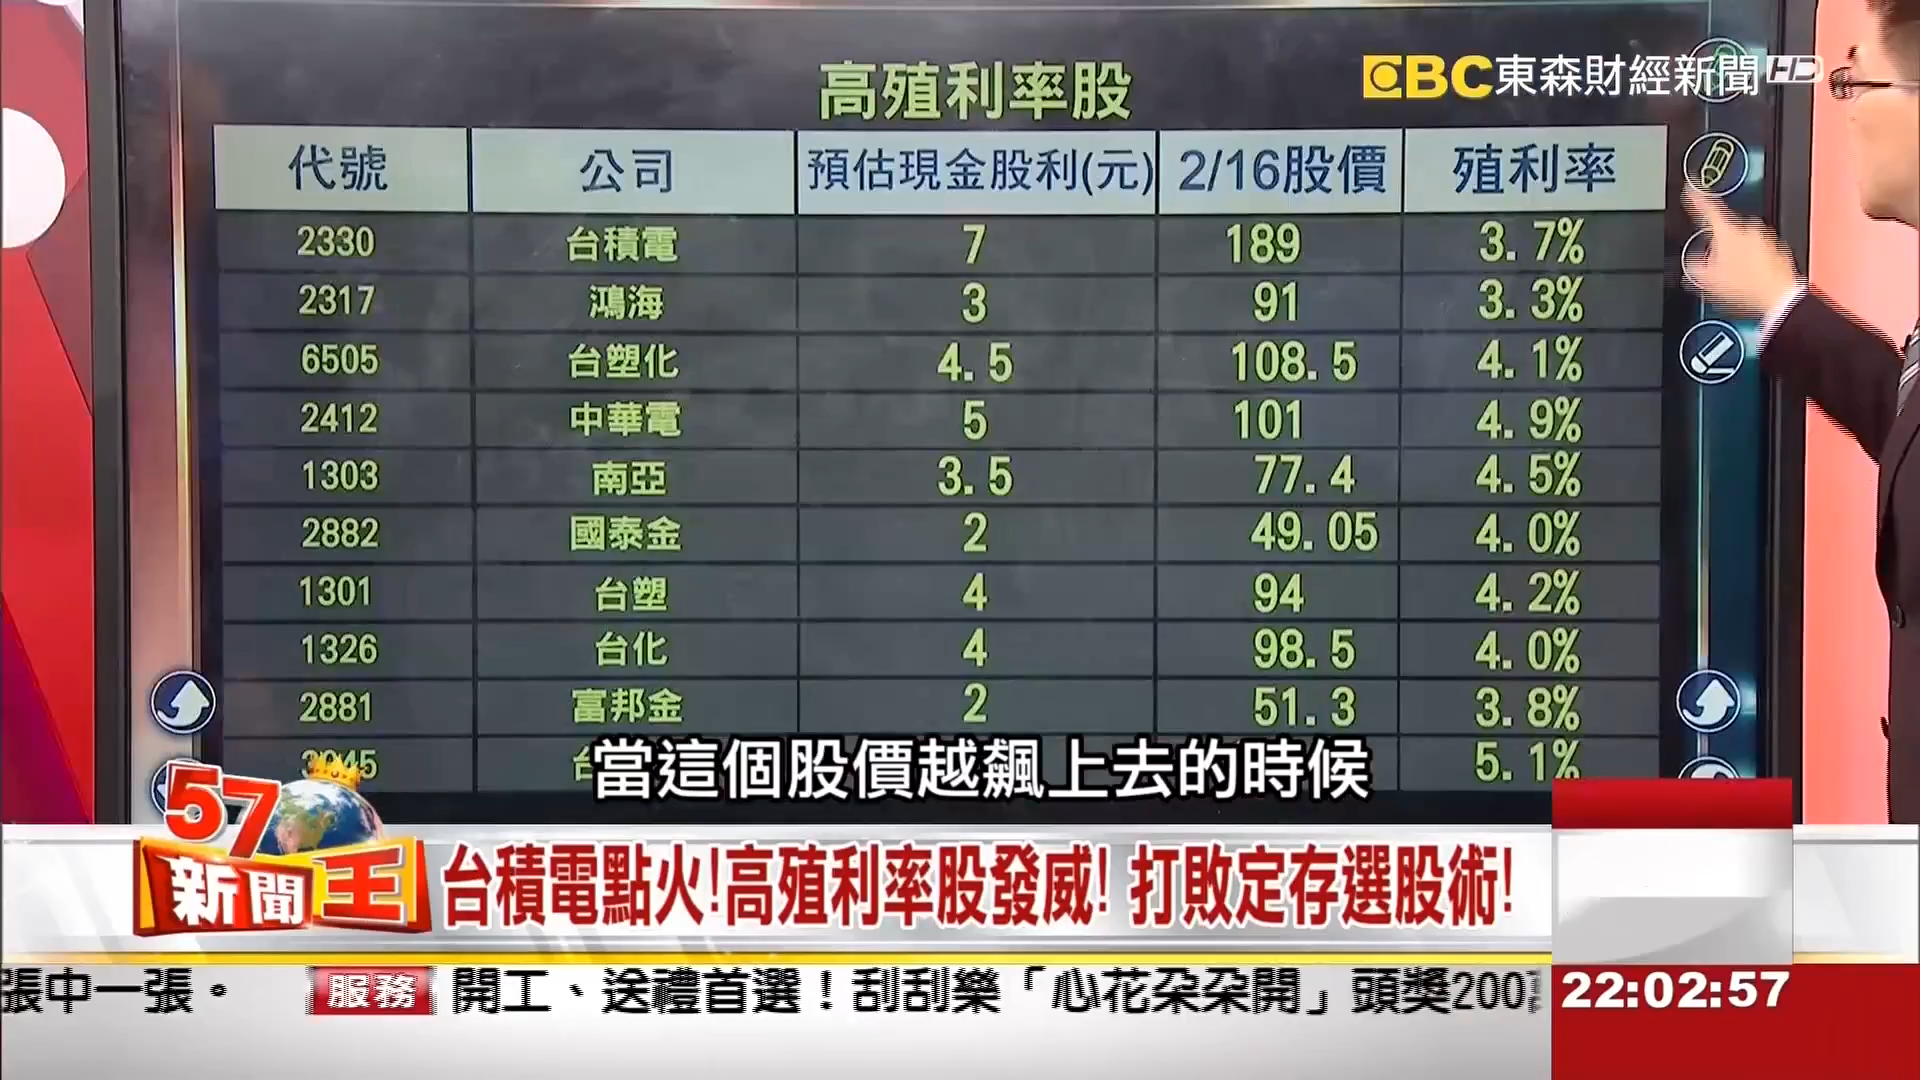 EBC 東森財經新聞 HD
高殖利率股
代號 公司 預估現金股利(元) 2/16股價 殖利率
2330 台積電 7 189 3.7%
2317 鴻海 3 91 3.3%
6505 台塑化 4.5 108.5 4.1%
2412 中華電 5 101 4.9%
1303 南亞 3.5 77.4 4.5%
2882 國泰金 2 49.05 4.0%
1301 台塑 4 94 4.2%
1326 台化 4 98.5 4.0%
2881 富邦金 2 51.3 3.8%
5.1%
當這個股價越飆上去的時候
57新聞王
台積電點火!高殖利率股發威! 打敗定存選股術!
張中一張。 服務 開工、送禮首選！刮刮樂「心花朵朵開」頭獎200
22:02:57